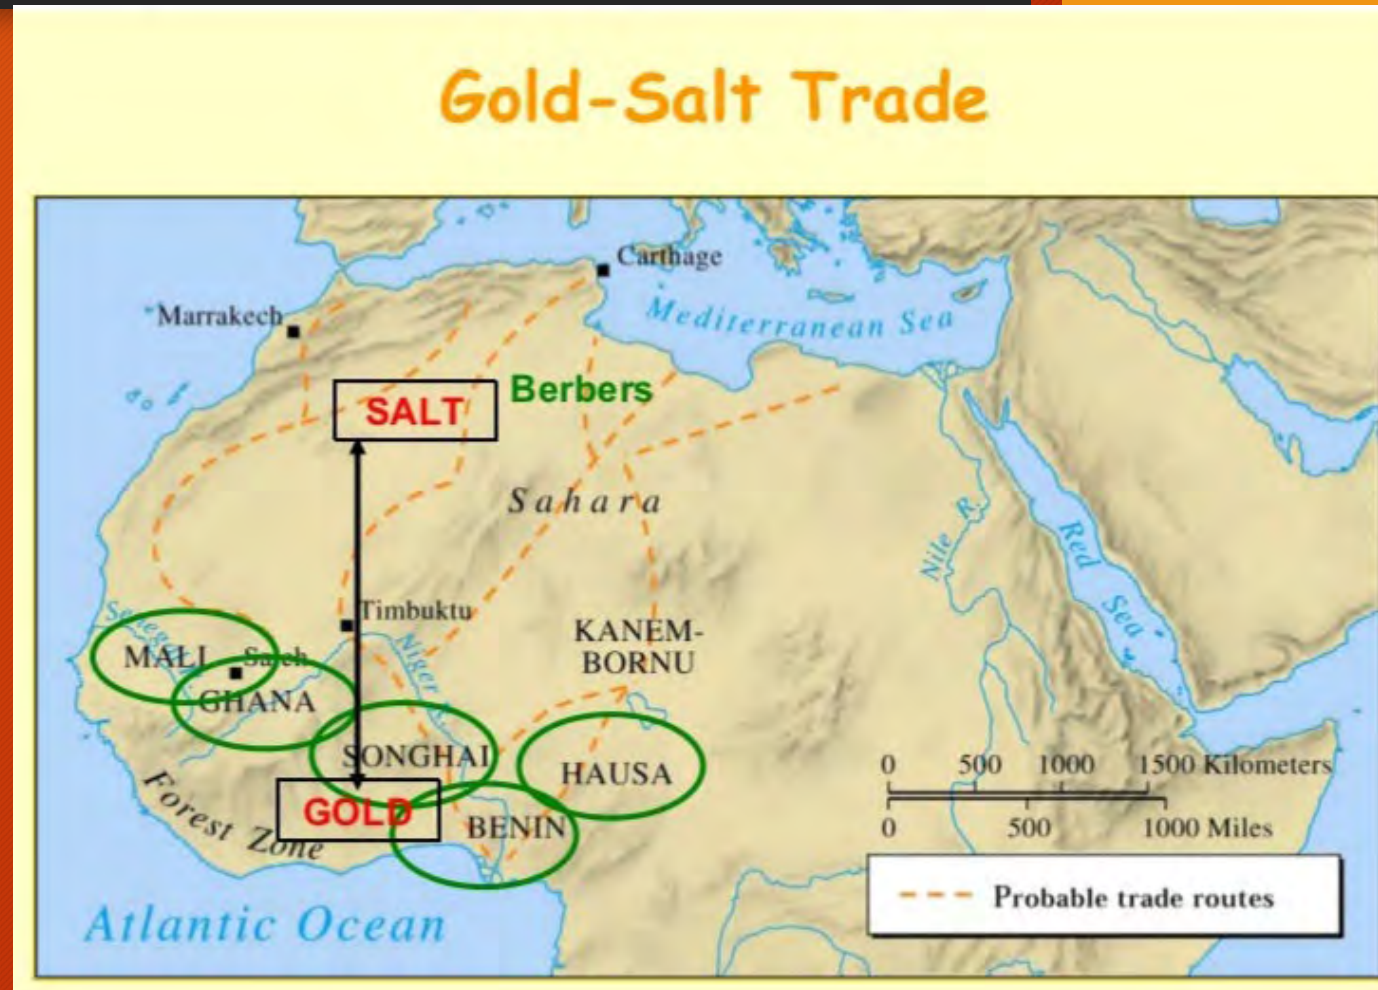 Gold-Salt Trade
Carthage
Marrakech
Mediterranean Sea
Berbers
SALT
Sahara
Nile R.
Red
Sea
Timbuktu
KANEM-
BORNU
MALI
GHANA
Niger
SONGHAI
HAUSA
GOLD
BENIN
Forest Zone
0 500 1000 1500 Kilometers
0 500 1000 Miles
Probable trade routes
Atlantic Ocean